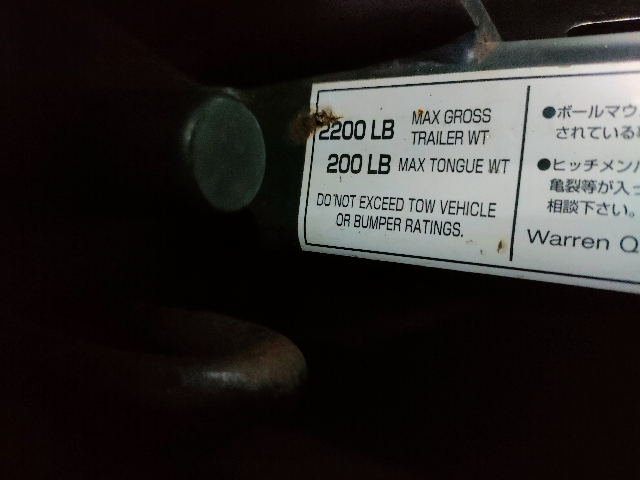 2200 LB MAX GROSS TRAILER WT
200 LB MAX TONGUE WT
DO NOT EXCEED TOW VEHICLE
OR BUMPER RATINGS.
●ボールマウ
されている
●ヒッチメン
亀裂等が入っ
相談下さい。
Warren Q